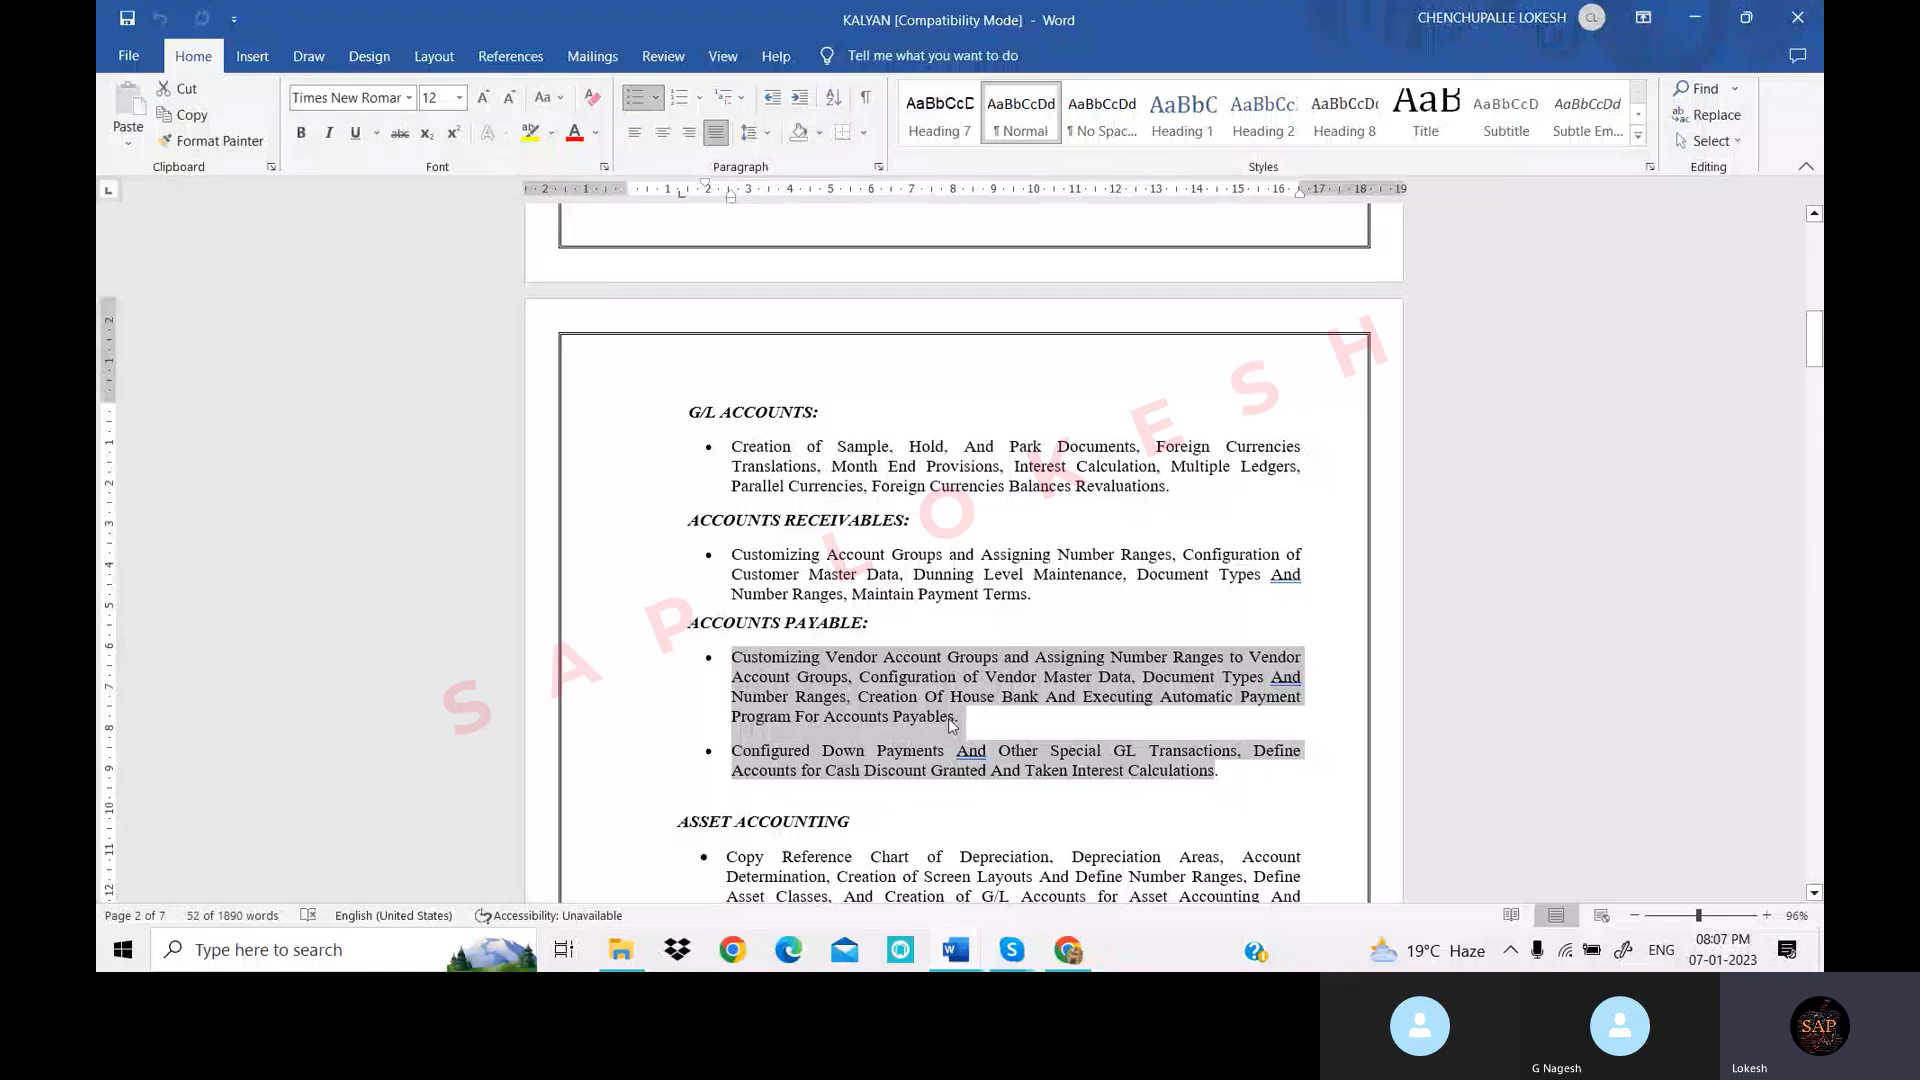 KALYAN [Compatibility Mode] - Word
CHENCHUPALLE LOKESH
CL
File
Home
Insert
Draw
Design
Layout
References
Mailings
Review
View
Help
Tell me what you want to do
Paste
Cut
Copy
Format Painter
Clipboard
Times New Romar
12
Font
Paragraph
AaBbCcD
Heading 7
AaBbCcDd
¶ Normal
AaBbCcDd
¶ No Spac...
AaBbC
Heading 1
AaBbCc
Heading 2
AaBbCcDc
Heading 8
AaB
Title
AaBbCcD
Subtitle
AaBbCcDd
Subtle Em...
Styles
Find
Replace
Select
Editing
G/L ACCOUNTS:
• Creation of Sample, Hold, And Park Documents, Foreign Currencies
Translations, Month End Provisions, Interest Calculation, Multiple Ledgers,
Parallel Currencies, Foreign Currencies Balances Revaluations.
ACCOUNTS RECEIVABLES:
• Customizing Account Groups and Assigning Number Ranges, Configuration of
Customer Master Data, Dunning Level Maintenance, Document Types And
Number Ranges, Maintain Payment Terms.
ACCOUNTS PAYABLE:
• Customizing Vendor Account Groups and Assigning Number Ranges to Vendor
Account Groups, Configuration of Vendor Master Data, Document Types And
Number Ranges, Creation Of House Bank And Executing Automatic Payment
Program For Accounts Payables.
• Configured Down Payments And Other Special GL Transactions, Define
Accounts for Cash Discount Granted And Taken Interest Calculations.
ASSET ACCOUNTING
• Copy Reference Chart of Depreciation, Depreciation Areas, Account
Determination, Creation of Screen Layouts And Define Number Ranges, Define
Asset Classes, And Creation of G/L Accounts for Asset Accounting And
SAP LOKESH
Page 2 of 7
52 of 1890 words
English (United States)
Accessibility: Unavailable
96%
Type here to search
19°C Haze
ENG
08:07 PM
07-01-2023
G Nagesh
SAP
Lokesh